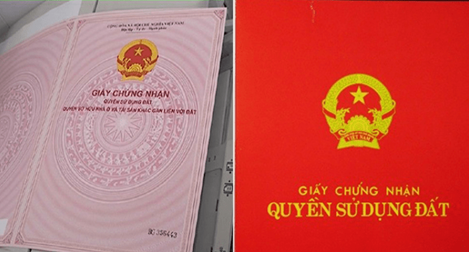 CỘNG HÒA XÃ HỘI CHỦ NGHĨA VIỆT NAM
Độc lập - Tự do - Hạnh phúc
GIẤY CHỨNG NHẬN
QUYỀN SỬ DỤNG ĐẤT
QUYỀN SỞ HỮU NHÀ Ở VÀ TÀI SẢN KHÁC GẮN LIỀN VỚI ĐẤT
VIỆT NAM
GIẤY CHỨNG NHẬN
QUYỀN SỬ DỤNG ĐẤT